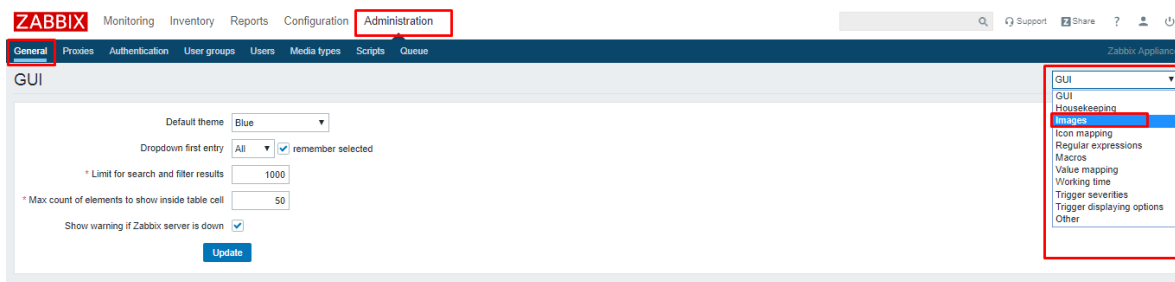 ZABBIX Monitoring Inventory Reports Configuration Administration Support Z Share ?
General Proxies Authentication User groups Users Media types Scripts Queue Zabbix Appliance
GUI GUI
GUI
Housekeeping
Images
Icon mapping
Regular expressions
Macros
Value mapping
Working time
Trigger severities
Trigger displaying options
Other
Default theme Blue
Dropdown first entry All remember selected
* Limit for search and filter results 1000
* Max count of elements to show inside table cell 50
Show warning if Zabbix server is down
Update